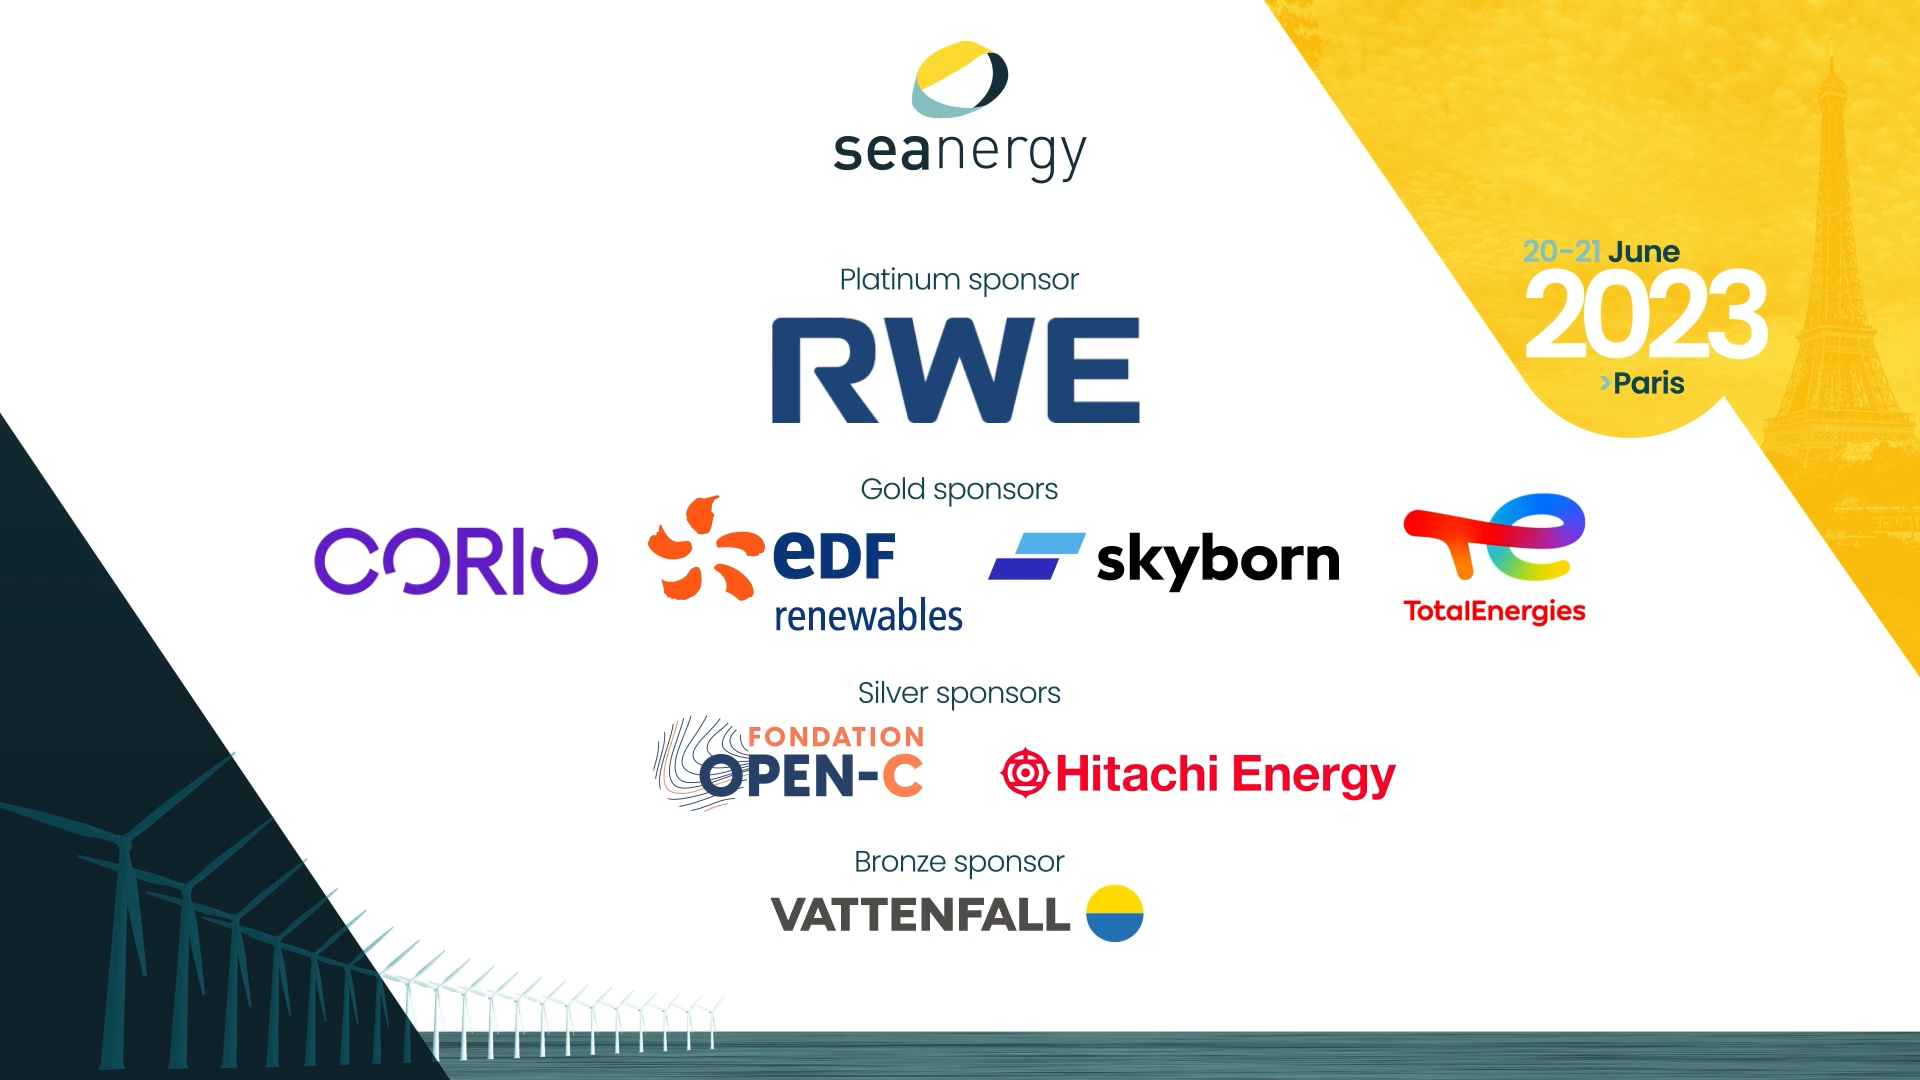 seanergy
20-21 June
2023
>Paris
Platinum sponsor
RWE
Gold sponsors
CORIO
eDF
renewables
skyborn
TotalEnergies
Silver sponsors
FONDATION
OPEN-C
Hitachi Energy
Bronze sponsor
VATTENFALL